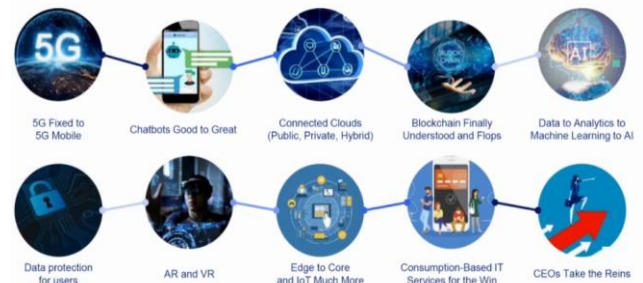 5G
BLOCK
CHAIN
AI
5G Fixed to
5G Mobile
Chatbots Good to Great
Connected Clouds
(Public, Private, Hybrid)
Blockchain Finally
Understood and Flops
Data to Analytics to
Machine Learning to AI
Data protection
for users
AR and VR
Edge to Core
and IoT Much More
Consumption-Based IT
Services for the Win
CEOs Take the Reins